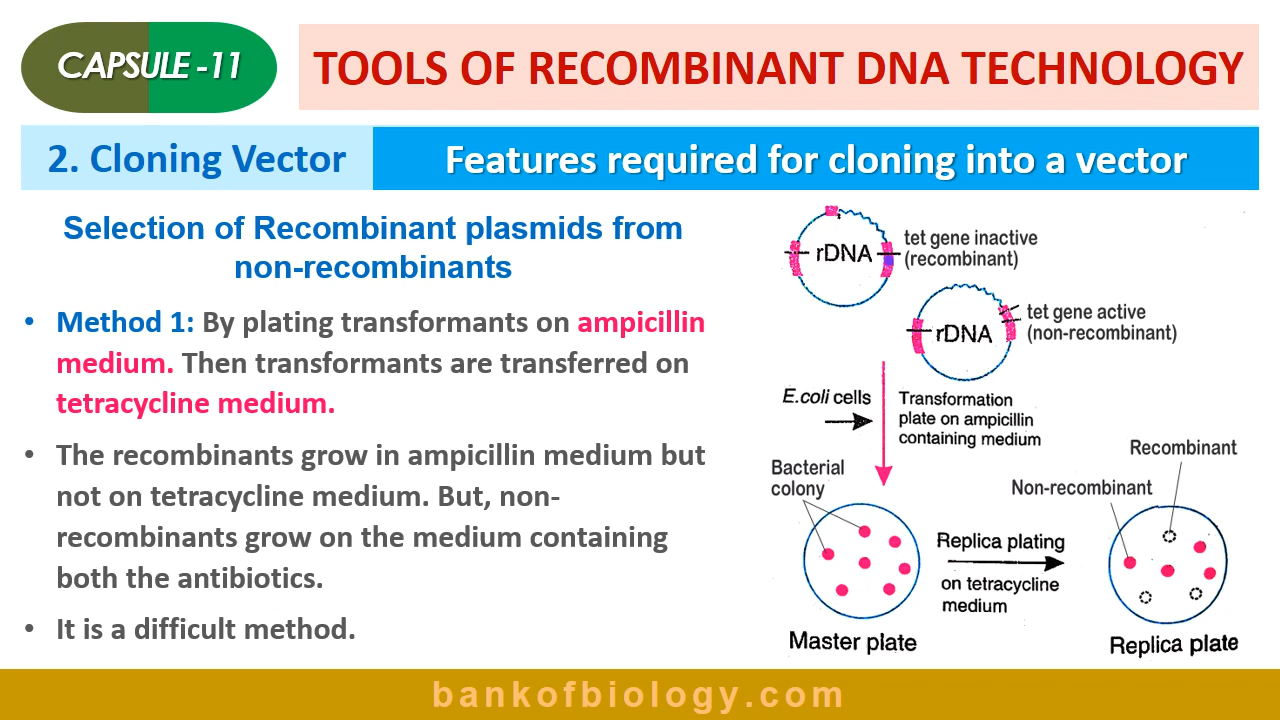 CAPSULE -11
TOOLS OF RECOMBINANT DNA TECHNOLOGY
2. Cloning Vector
Features required for cloning into a vector
Selection of Recombinant plasmids from
non-recombinants
• Method 1: By plating transformants on ampicillin
medium. Then transformants are transferred on
tetracycline medium.
• The recombinants grow in ampicillin medium but
not on tetracycline medium. But, non-
recombinants grow on the medium containing
both the antibiotics.
• It is a difficult method.
rDNA
tet gene inactive
(recombinant)
rDNA
tet gene active
(non-recombinant)
E.coli cells
Transformation
plate on ampicillin
containing medium
Bacterial
colony
Recombinant
Non-recombinant
Replica plating
on tetracycline
medium
Master plate
Replica plate
bankofbiology.com